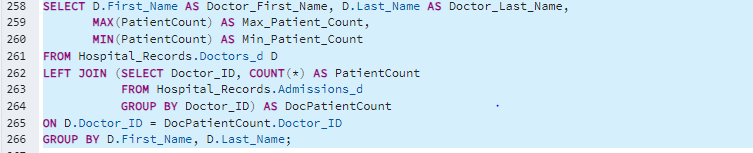 258 SELECT D.First_Name AS Doctor_First_Name, D.Last_Name AS Doctor_Last_Name,
259 MAX(PatientCount) AS Max_Patient_Count,
260 MIN(PatientCount) AS Min_Patient_Count
261 FROM Hospital_Records.Doctors_d D
262 LEFT JOIN (SELECT Doctor_ID, COUNT(*) AS PatientCount
263 FROM Hospital_Records.Admissions_d
264 GROUP BY Doctor_ID) AS DocPatientCount
265 ON D.Doctor_ID = DocPatientCount.Doctor_ID
266 GROUP BY D.First_Name, D.Last_Name;